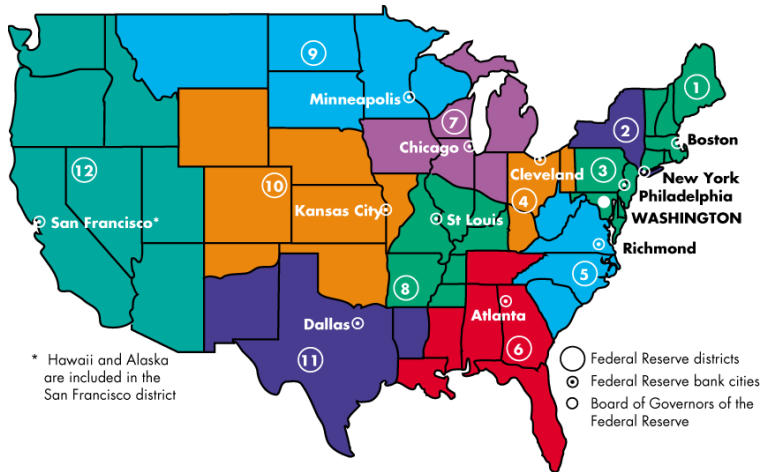 9
1
Minneapolis
7
2
Boston
Chicago
3
New York
12
Cleveland
Philadelphia
10
4
WASHINGTON
Kansas City
San Francisco*
St Louis
Richmond
5
8
Atlanta
Dallas
6
11
* Hawaii and Alaska
are included in the
San Francisco district
Federal Reserve districts
Federal Reserve bank cities
Board of Governors of the
Federal Reserve